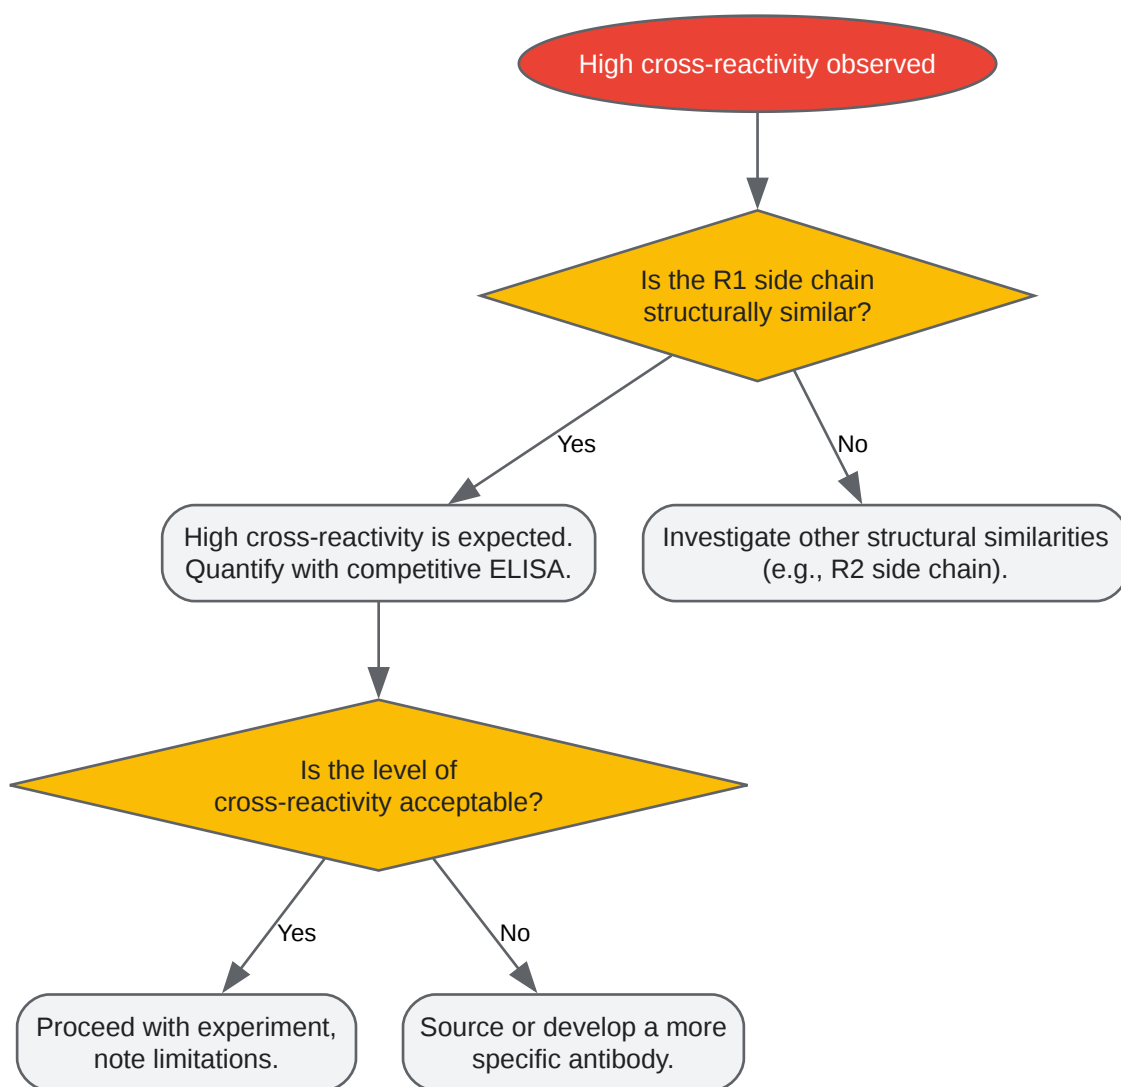 High cross-reactivity observed
Is the R1 side chain
structurally similar?
Yes
No
High cross-reactivity is expected.
Quantify with competitive ELISA.
Investigate other structural similarities
(e.g., R2 side chain).
Is the level of
cross-reactivity acceptable?
Yes
No
Proceed with experiment,
note limitations.
Source or develop a more
specific antibody.